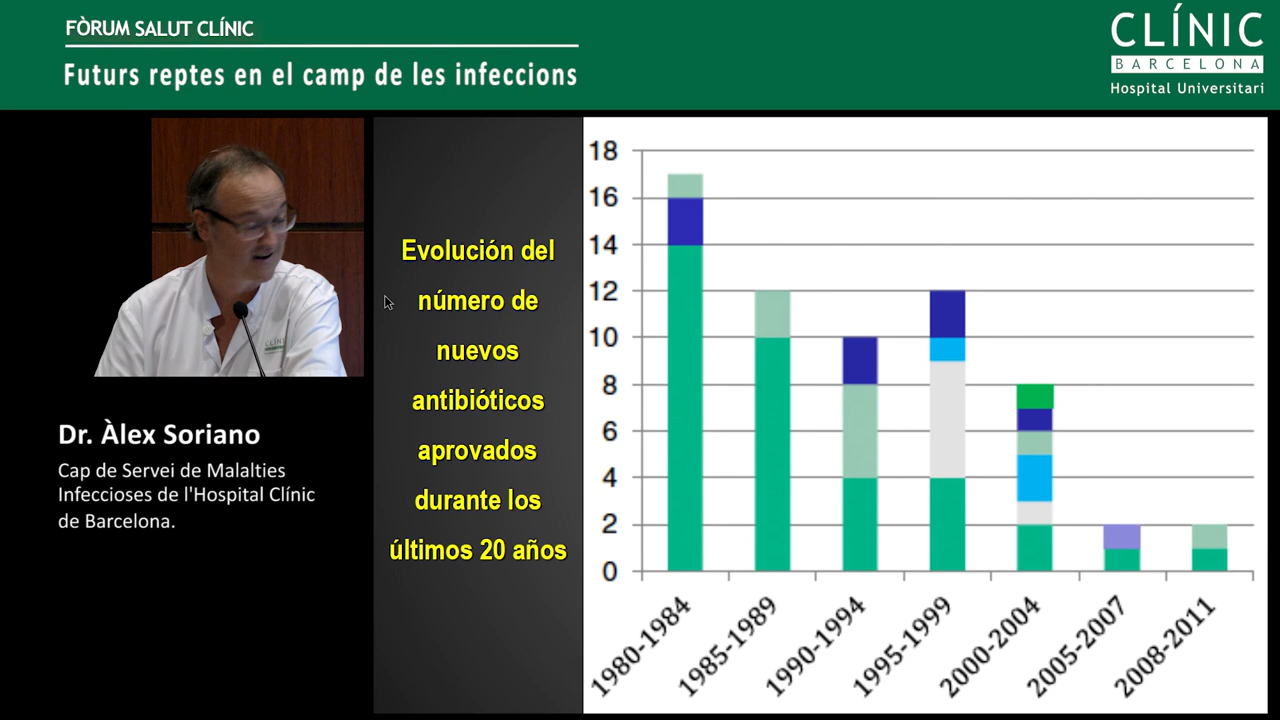 FÒRUM SALUT CLÍNIC
Futurs reptes en el camp de les infeccions
CLÍNIC
BARCELONA
Hospital Universitari
CLÍNIC
Dr. Àlex Soriano
Cap de Servei de Malalties
Infeccioses de l'Hospital Clínic
de Barcelona.
Evolución del
número de
nuevos
antibióticos
aprovados
durante los
últimos 20 años
18
16
14
12
10
8
6
4
2
0
1980-1984
1985-1989
1990-1994
1995-1999
2000-2004
2005-2007
2008-2011